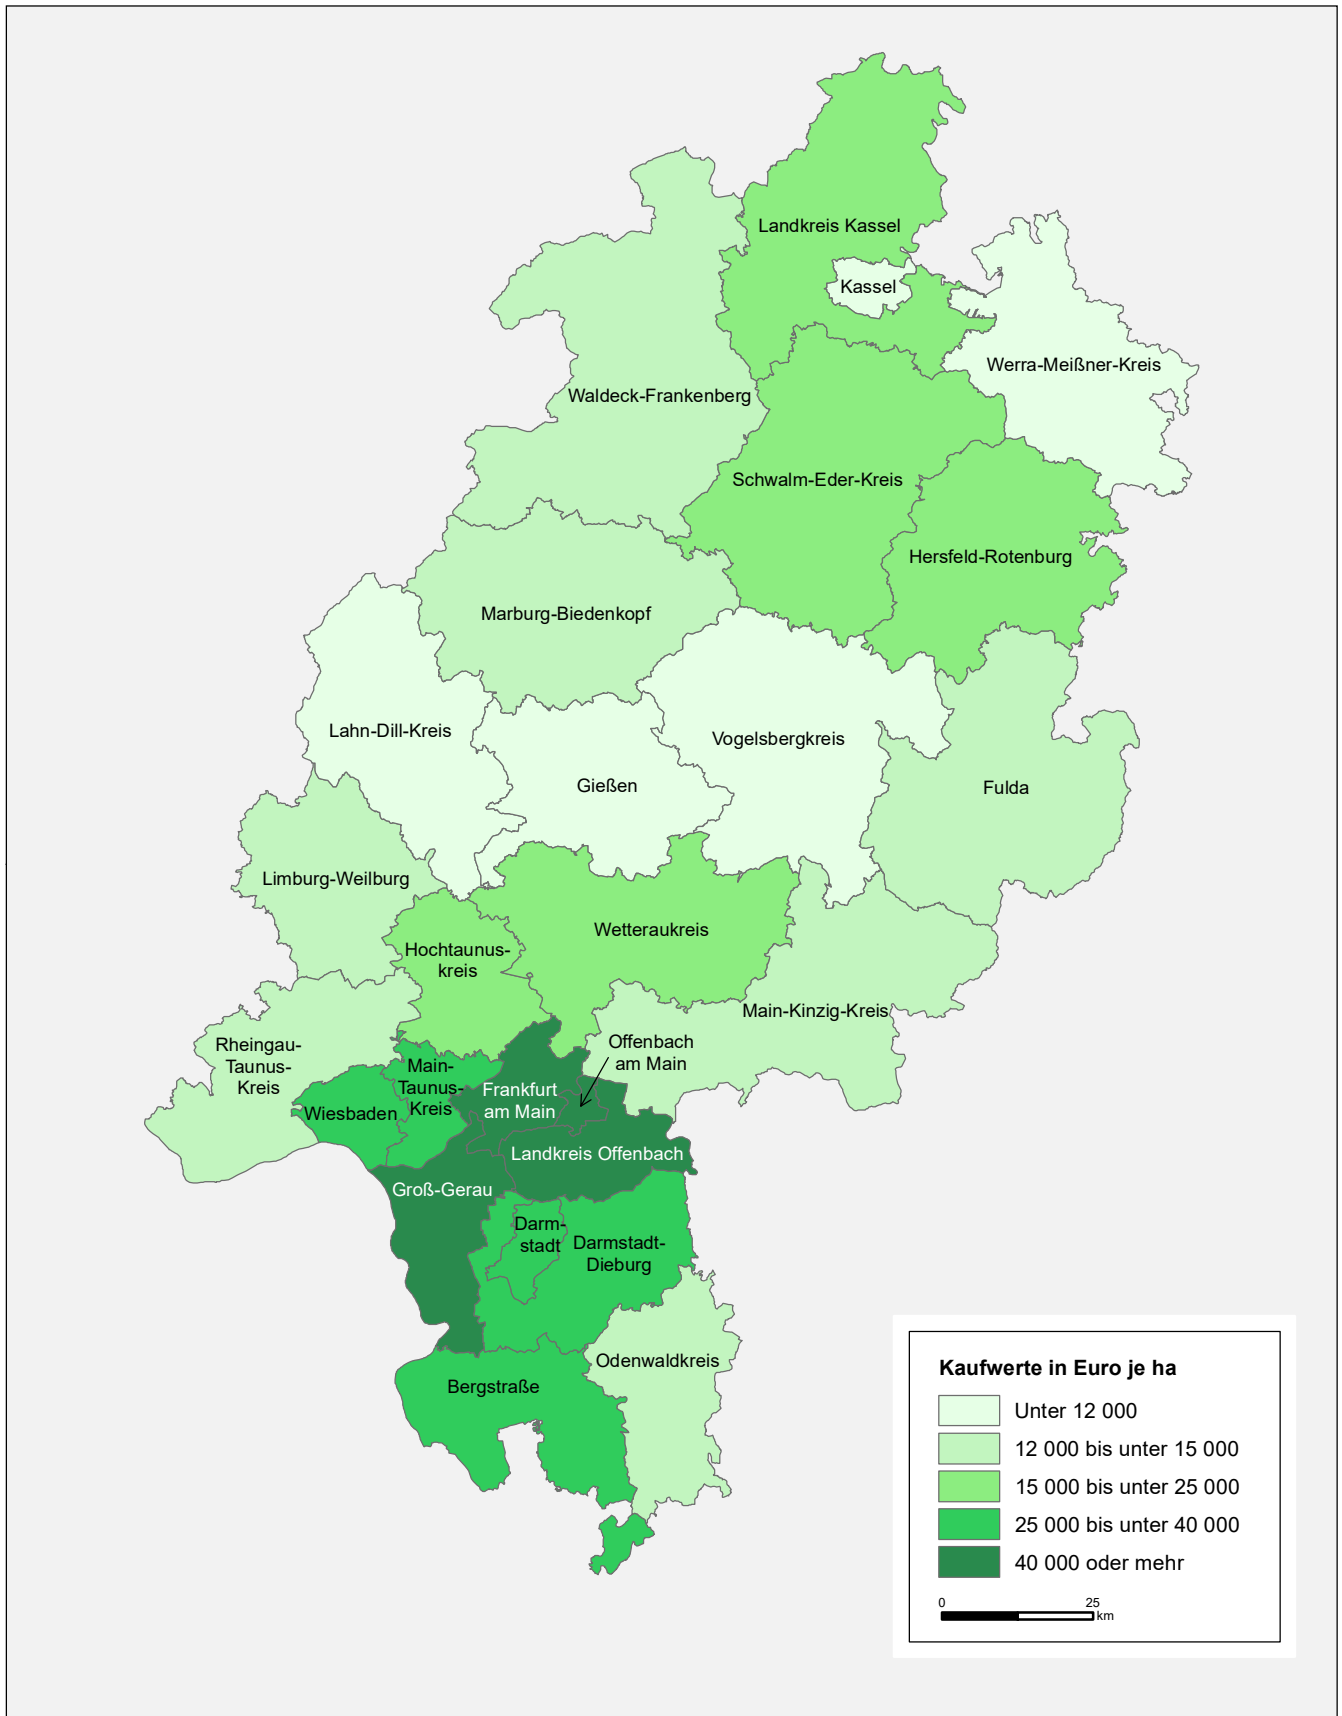 Landkreis Kassel
Kassel
Werra-Meißner-Kreis
Waldeck-Frankenberg
Schwalm-Eder-Kreis
Hersfeld-Rotenburg
Marburg-Biedenkopf
Lahn-Dill-Kreis
Vogelsbergkreis
Gießen
Fulda
Limburg-Weilburg
Wetteraukreis
Hochtaunus-
kreis
Main-Kinzig-Kreis
Rheingau-
Taunus-
Kreis
Offenbach
am Main
Main-
Taunus-
Kreis
Frankfurt
am Main
Wiesbaden
Landkreis Offenbach
Groß-Gerau
Darm-
stadt
Darmstadt-
Dieburg
Odenwaldkreis
Bergstraße
Kaufwerte in Euro je ha
Unter 12 000
12 000 bis unter 15 000
15 000 bis unter 25 000
25 000 bis unter 40 000
40 000 oder mehr
0 25
km